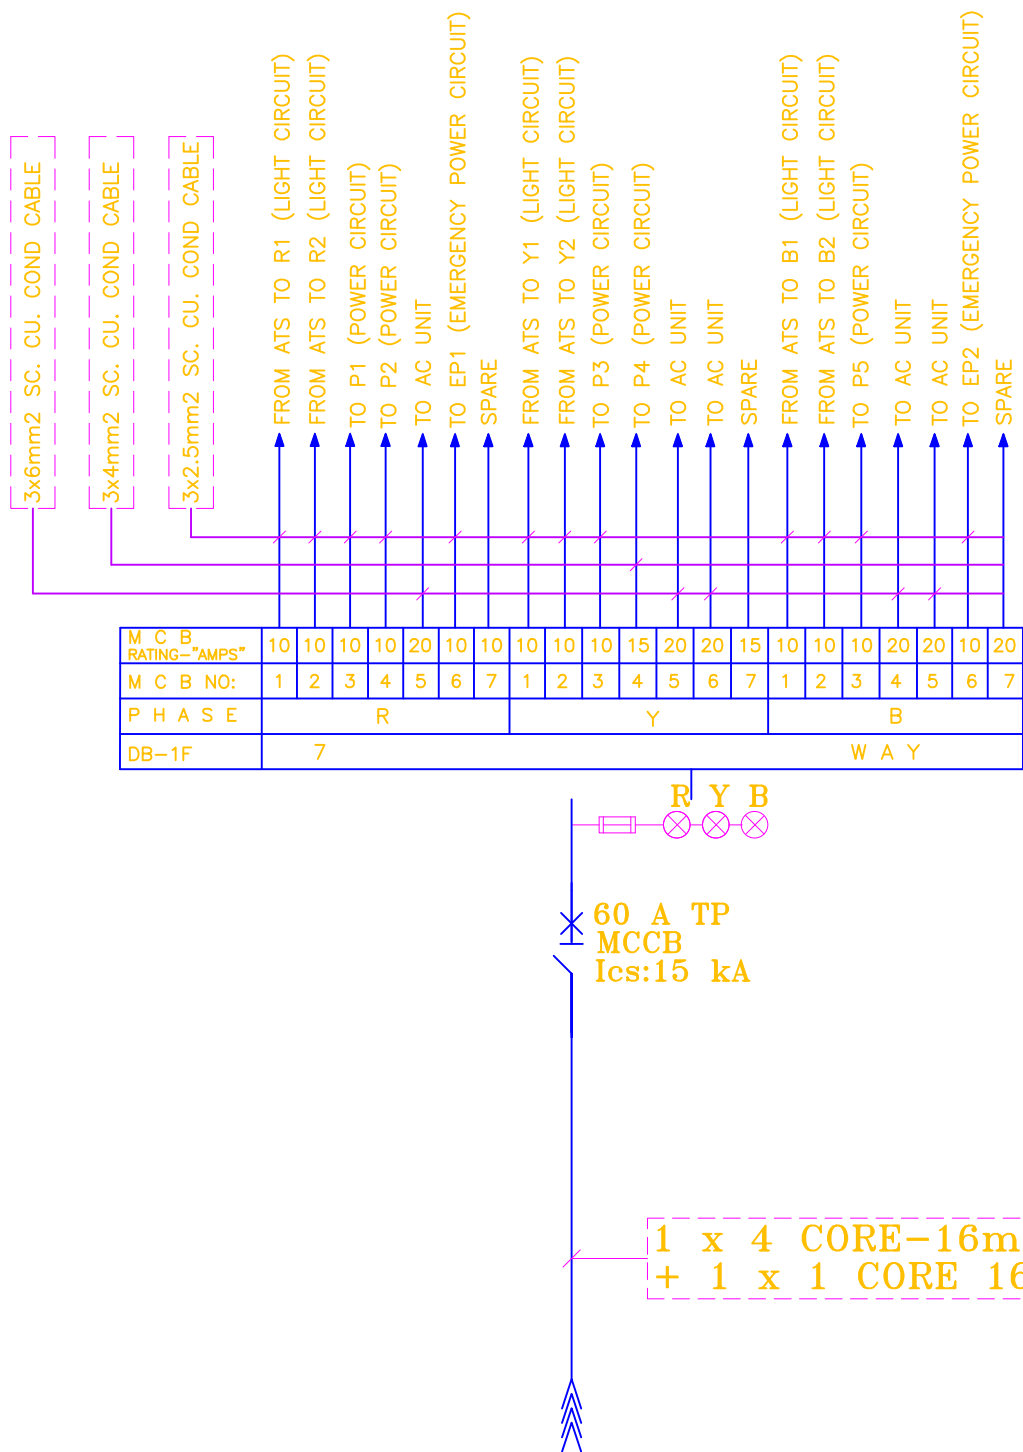 3x6mm2 SC. CU. COND CABLE
3x4mm2 SC. CU. COND CABLE
3x2.5mm2 SC. CU. COND CABLE
FROM ATS TO R1 (LIGHT CIRCUIT)
FROM ATS TO R2 (LIGHT CIRCUIT)
TO P1 (POWER CIRCUIT)
TO P2 (POWER CIRCUIT)
TO AC UNIT
TO EP1 (EMERGENCY POWER CIRCUIT)
SPARE
FROM ATS TO Y1 (LIGHT CIRCUIT)
FROM ATS TO Y2 (LIGHT CIRCUIT)
TO P3 (POWER CIRCUIT)
TO P4 (POWER CIRCUIT)
TO AC UNIT
TO AC UNIT
SPARE
FROM ATS TO B1 (LIGHT CIRCUIT)
FROM ATS TO B2 (LIGHT CIRCUIT)
TO P5 (POWER CIRCUIT)
TO AC UNIT
TO AC UNIT
TO EP2 (EMERGENCY POWER CIRCUIT)
SPARE
M C B
RATING-"AMPS" 10 10 10 10 20 10 10 10 10 10 15 20 20 15 10 10 10 20 20 10 20
M C B NO: 1 2 3 4 5 6 7 1 2 3 4 5 6 7 1 2 3 4 5 6 7
P H A S E R Y B
DB-1F 7 W A Y
R Y B
60 A TP
MCCB
Ics:15 kA
1 x 4 CORE-16m
+ 1 x 1 CORE 16